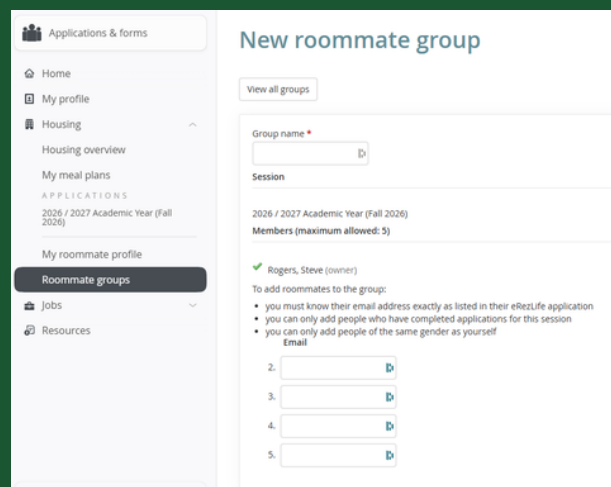 Applications & forms
Home
My profile
Housing
Housing overview
My meal plans
APPLICATIONS
2026 / 2027 Academic Year (Fall
2026)
My roommate profile
Roommate groups
Jobs
Resources
New roommate group
View all groups
Group name *
Session
2026 / 2027 Academic Year (Fall 2026)
Members (maximum allowed: 5)
Rogers, Steve (owner)
To add roommates to the group:
• you must know their email address exactly as listed in their eRezLife application
• you can only add people who have completed applications for this session
• you can only add people of the same gender as yourself
Email
2.
3.
4.
5.